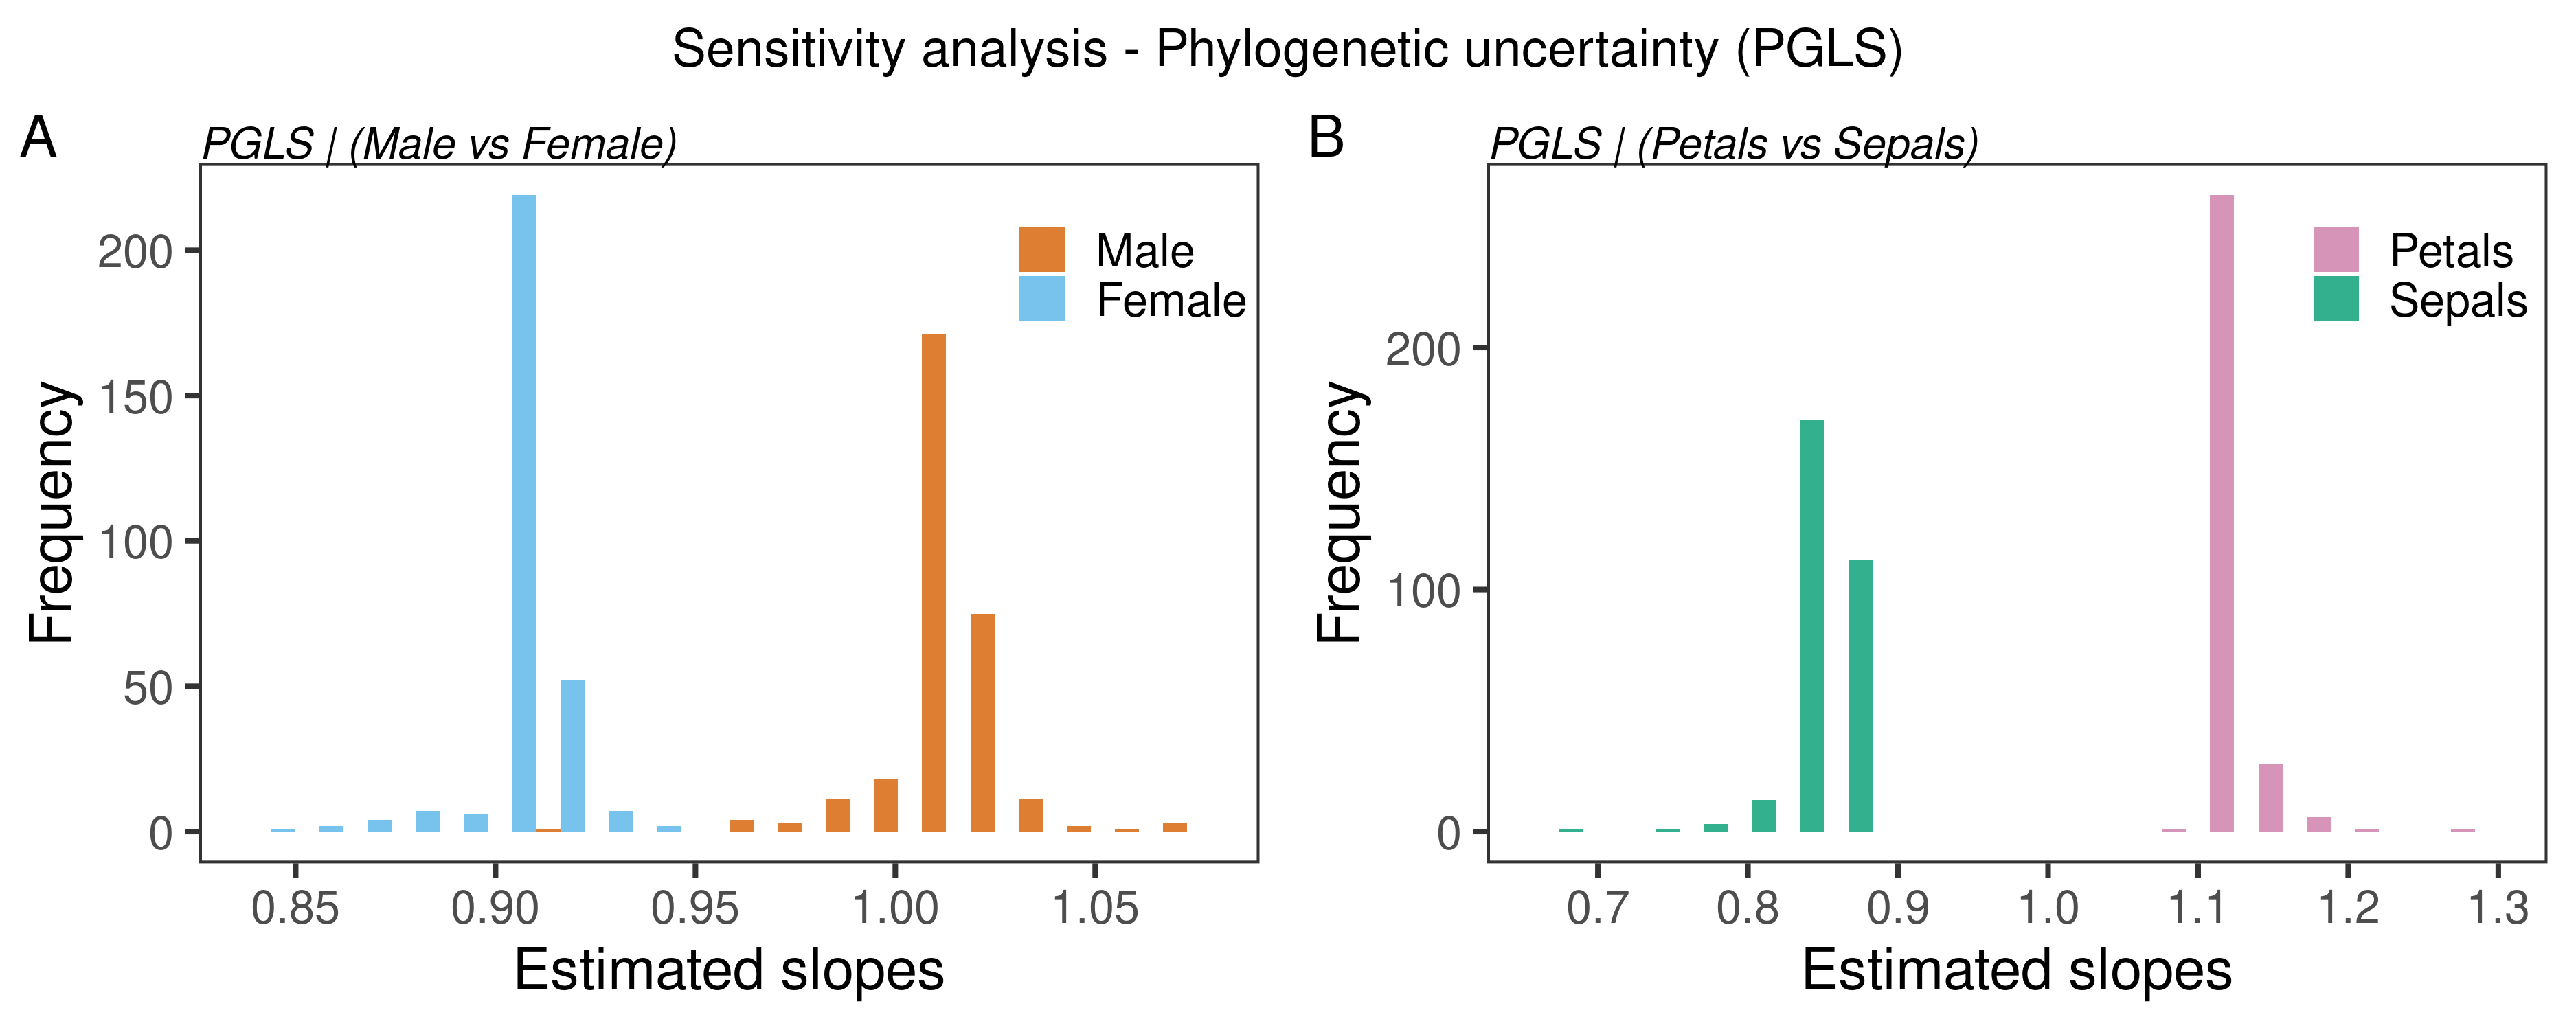 Sensitivity analysis - Phylogenetic uncertainty (PGLS)
A
PGLS | (Male vs Female)
Frequency
200
150
100
50
0
Male
Female
0.85 0.90 0.95 1.00 1.05
Estimated slopes
B
PGLS | (Petals vs Sepals)
Frequency
200
100
0
Petals
Sepals
0.7 0.8 0.9 1.0 1.1 1.2 1.3
Estimated slopes